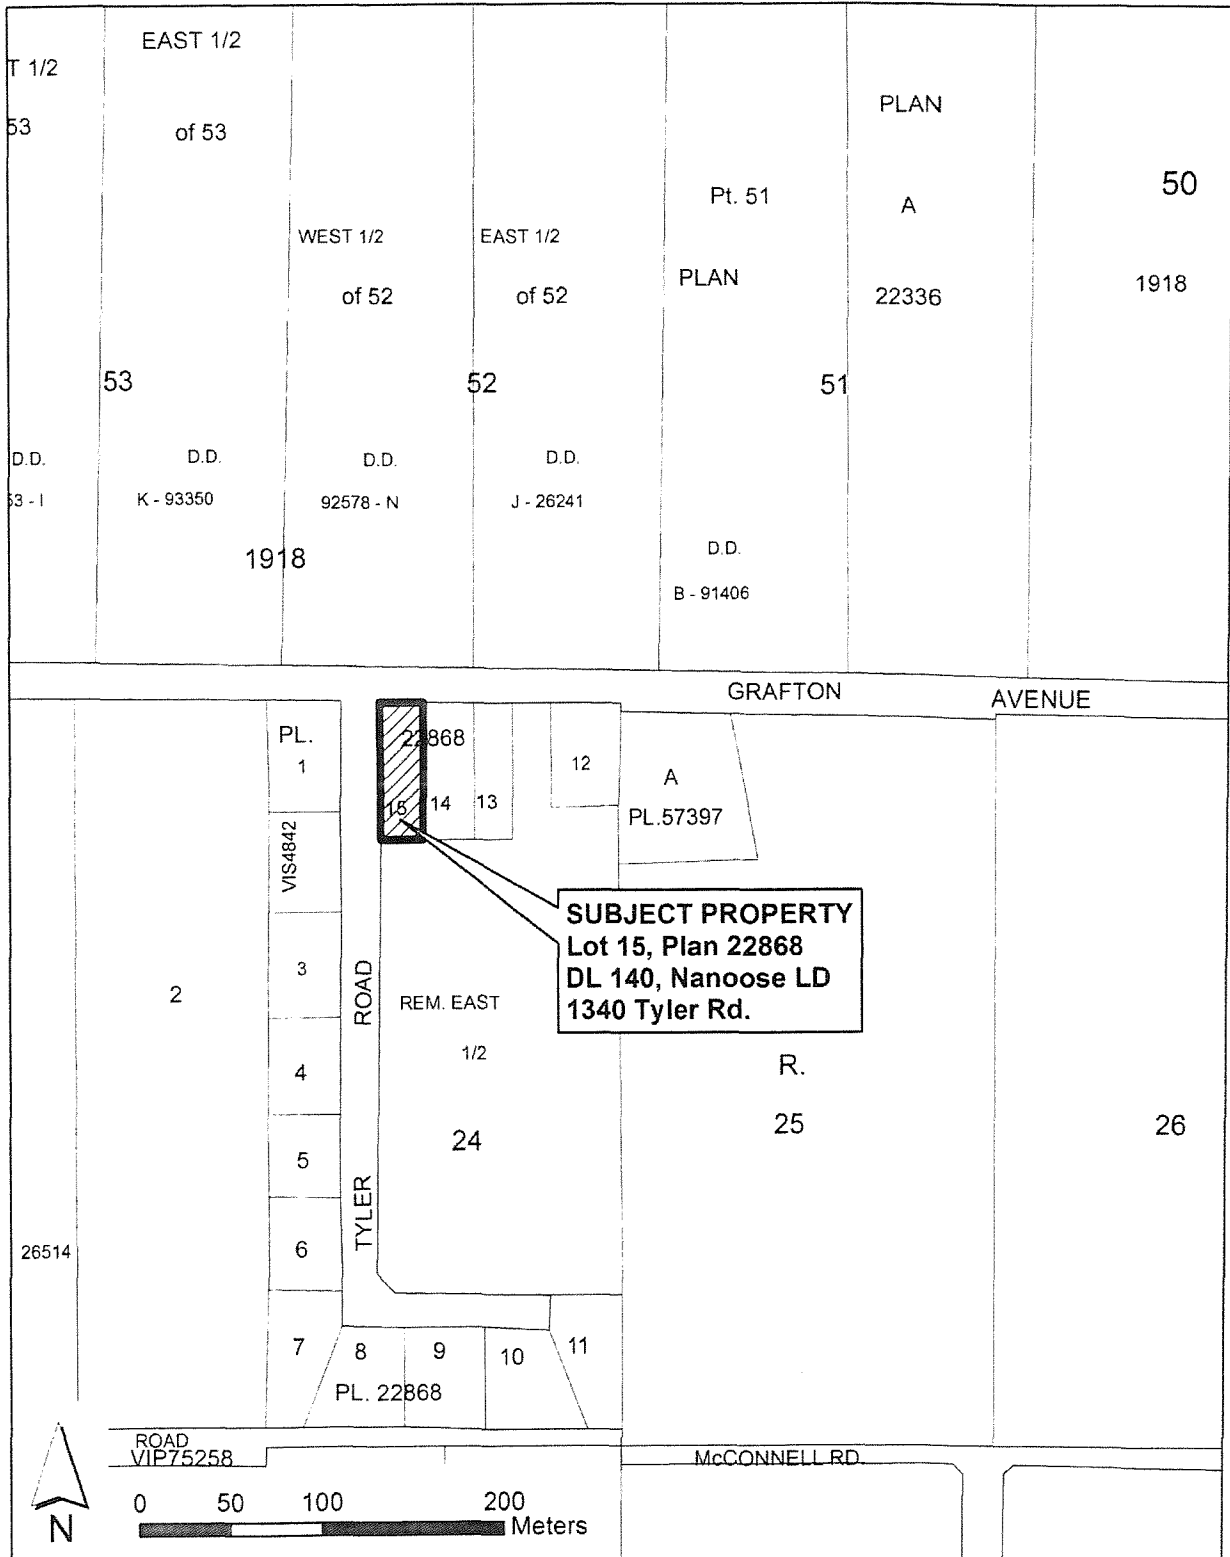 EAST 1/2
T 1/2
53
of 53
PLAN
50
Pt. 51
A
WEST 1/2
EAST 1/2
PLAN
1918
of 52
of 52
22336
53
52
51
D.D.
D.D.
D.D.
D.D.
53 - I
K - 93350
92578 - N
J - 26241
D.D.
1918
B - 91406
GRAFTON AVENUE
PL.
22868
1
12
A
15
14
13
PL.57397
VIS4842
SUBJECT PROPERTY
Lot 15, Plan 22868
DL 140, Nanoose LD
1340 Tyler Rd.
3
2
REM. EAST
1/2
TYLER ROAD
R.
4
25
26
24
5
6
26514
7
8
9
10
11
PL. 22868
ROAD
VIP75258
McCONNELL RD
N
0 50 100 200
Meters